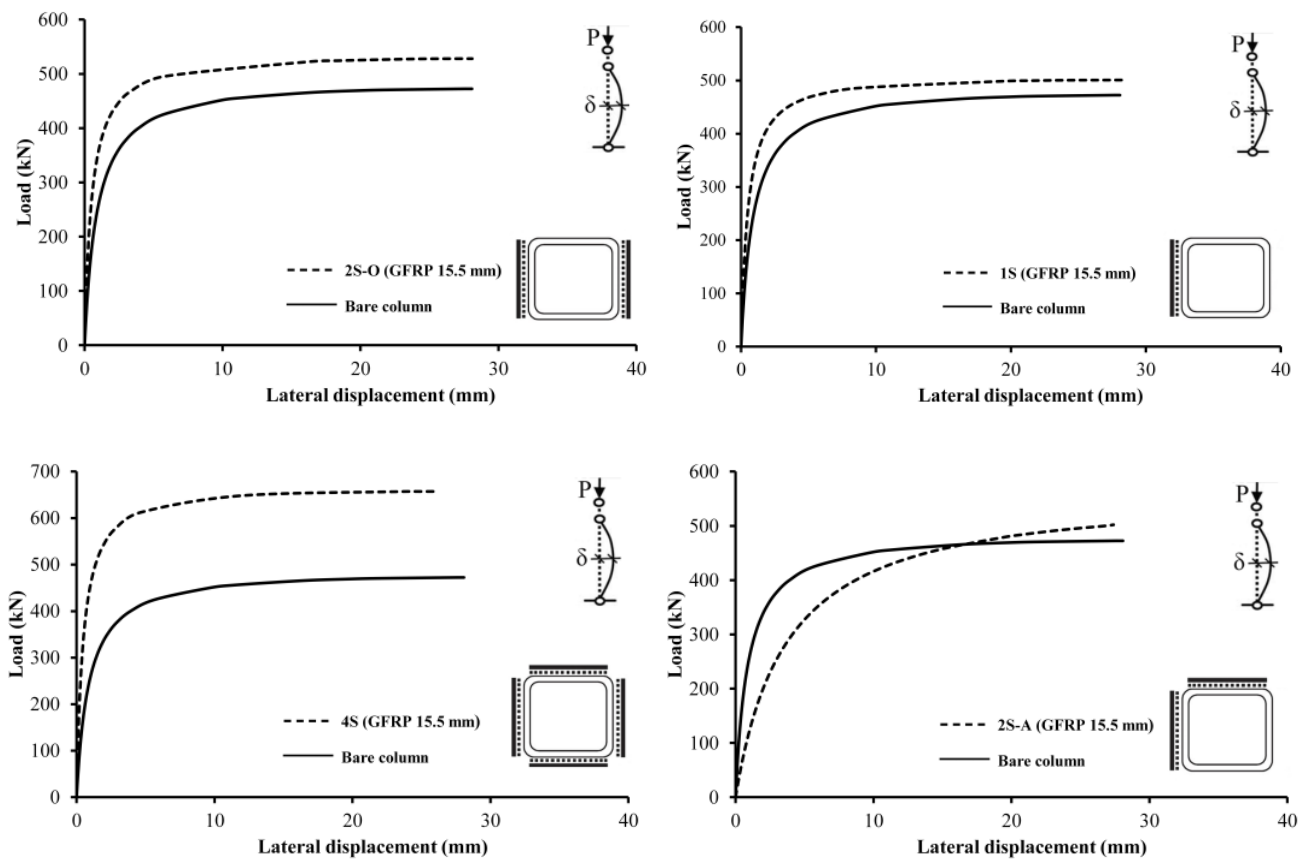 600
500
400
300
200
100
0
Load (kN)
0 10 20 30 40
Lateral displacement (mm)
2S-O (GFRP 15.5 mm)
Bare column
P
δ
600
500
400
300
200
100
0
Load (kN)
0 10 20 30 40
Lateral displacement (mm)
1S (GFRP 15.5 mm)
Bare column
P
δ
700
600
500
400
300
200
100
0
Load (kN)
0 10 20 30 40
Lateral displacement (mm)
4S (GFRP 15.5 mm)
Bare column
P
δ
600
500
400
300
200
100
0
Load (kN)
0 10 20 30 40
Lateral displacement (mm)
2S-A (GFRP 15.5 mm)
Bare column
P
δ